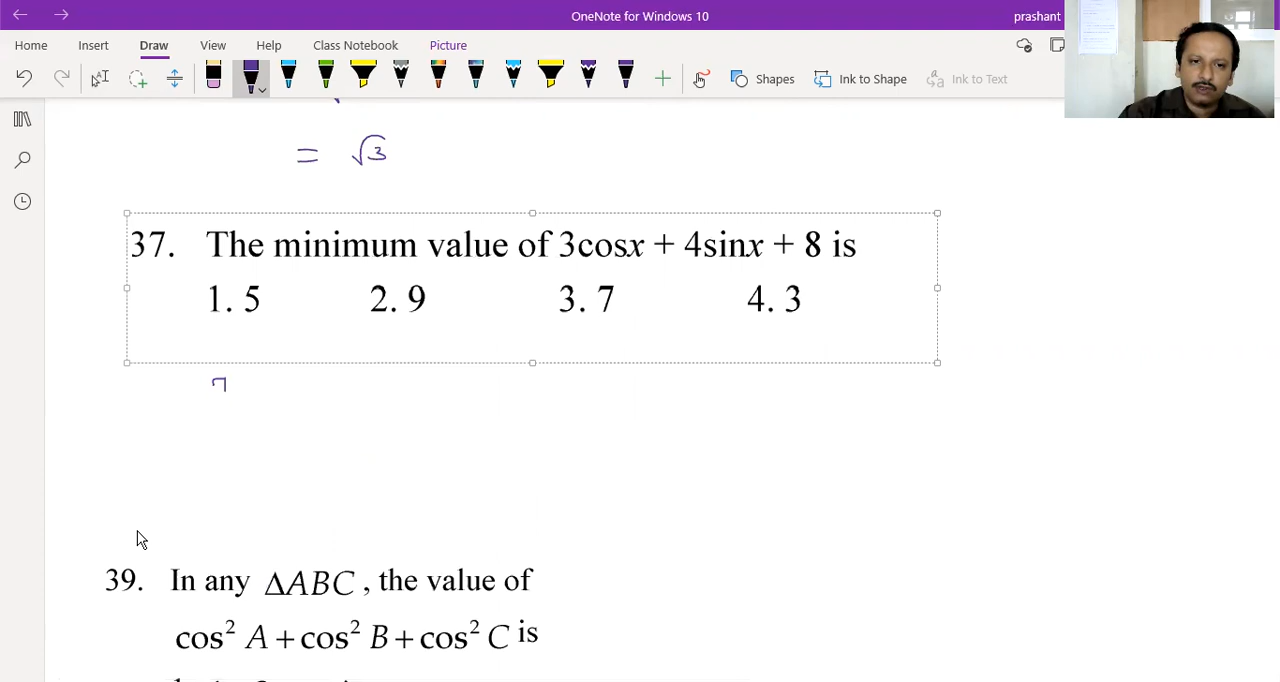 OneNote for Windows 10
prashant
Home Insert Draw View Help Class Notebook Picture
Shapes Ink to Shape Ink to Text
= √3
37. The minimum value of 3cosx + 4sinx + 8 is
1. 5 2. 9 3. 7 4. 3
39. In any ΔABC, the value of
cos² A + cos² B + cos² C is